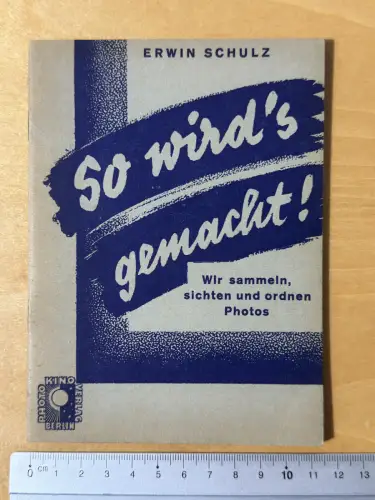 ERWIN SCHULZ
So wird's
gemacht!
Wir sammeln,
sichten und ordnen
Photos
PHOTO
KINO
VERLAG
BERLIN
0 cm 1 2 3 4 5 6 7 8 9 10 11 12 13